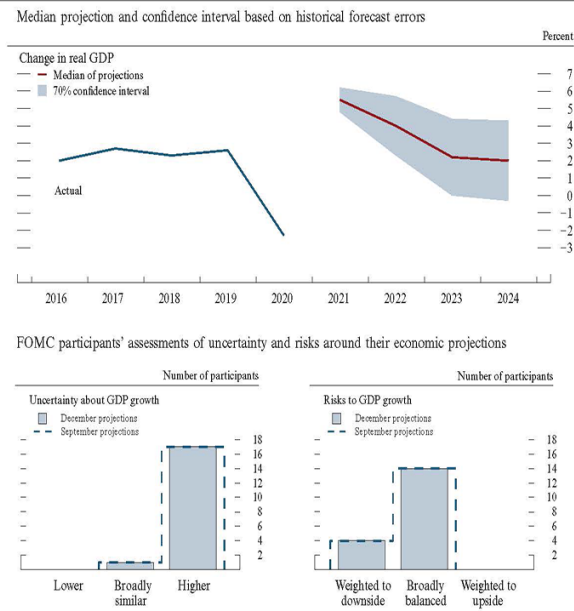 Median projection and confidence interval based on historical forecast errors
Percent
Change in real GDP
Median of projections
70% confidence interval
Actual
7
6
5
4
3
2
1
0
−1
−2
−3
2016 2017 2018 2019 2020 2021 2022 2023 2024
FOMC participants’ assessments of uncertainty and risks around their economic projections
Number of participants
Uncertainty about GDP growth
December projections
September projections
18
16
14
12
10
8
6
4
2
Lower Broadly similar Higher
Number of participants
Risks to GDP growth
December projections
September projections
18
16
14
12
10
8
6
4
2
Weighted to downside Broadly balanced Weighted to upside